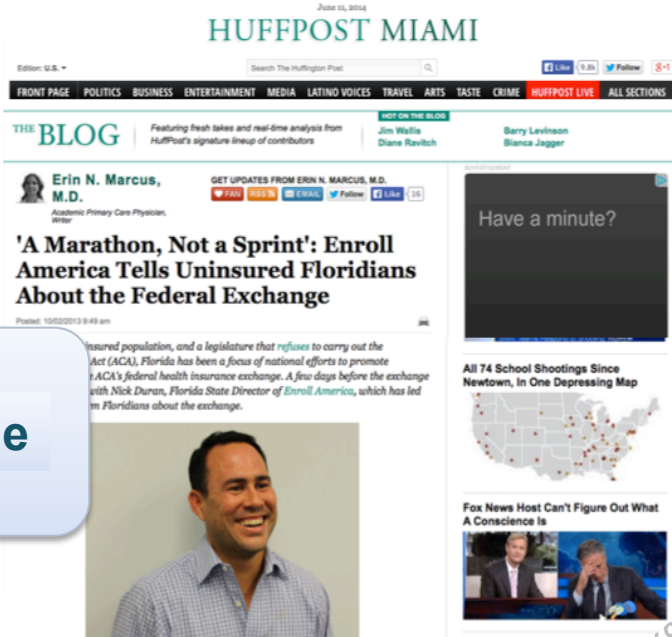 June 11, 2014
HUFFPOST MIAMI
Edition: U.S.
Search The Huffington Post
Like 9.8k Follow +1
FRONT PAGE POLITICS BUSINESS ENTERTAINMENT MEDIA LATINO VOICES TRAVEL ARTS TASTE CRIME HUFFPOST LIVE ALL SECTIONS
THE BLOG
Featuring fresh takes and real-time analysis from
HuffPost's signature lineup of contributors
HOT ON THE BLOG
Jim Wallis
Diane Ravitch
Barry Levinson
Bianca Jagger
Erin N. Marcus,
M.D.
Academic Primary Care Physician,
Writer
GET UPDATES FROM ERIN N. MARCUS, M.D.
FAN RSS EMAIL Follow Like 16
'A Marathon, Not a Sprint': Enroll
America Tells Uninsured Floridians
About the Federal Exchange
Posted: 10/02/2013 9:49 am
insured population, and a legislature that refuses to carry out the
Act (ACA), Florida has been a focus of national efforts to promote
ACA's federal health insurance exchange. A few days before the exchange
with Nick Duran, Florida State Director of Enroll America, which has led
Floridians about the exchange.
e
ADVERTISEMENT
Have a minute?
All 74 School Shootings Since
Newtown, In One Depressing Map
Fox News Host Can't Figure Out What
A Conscience Is